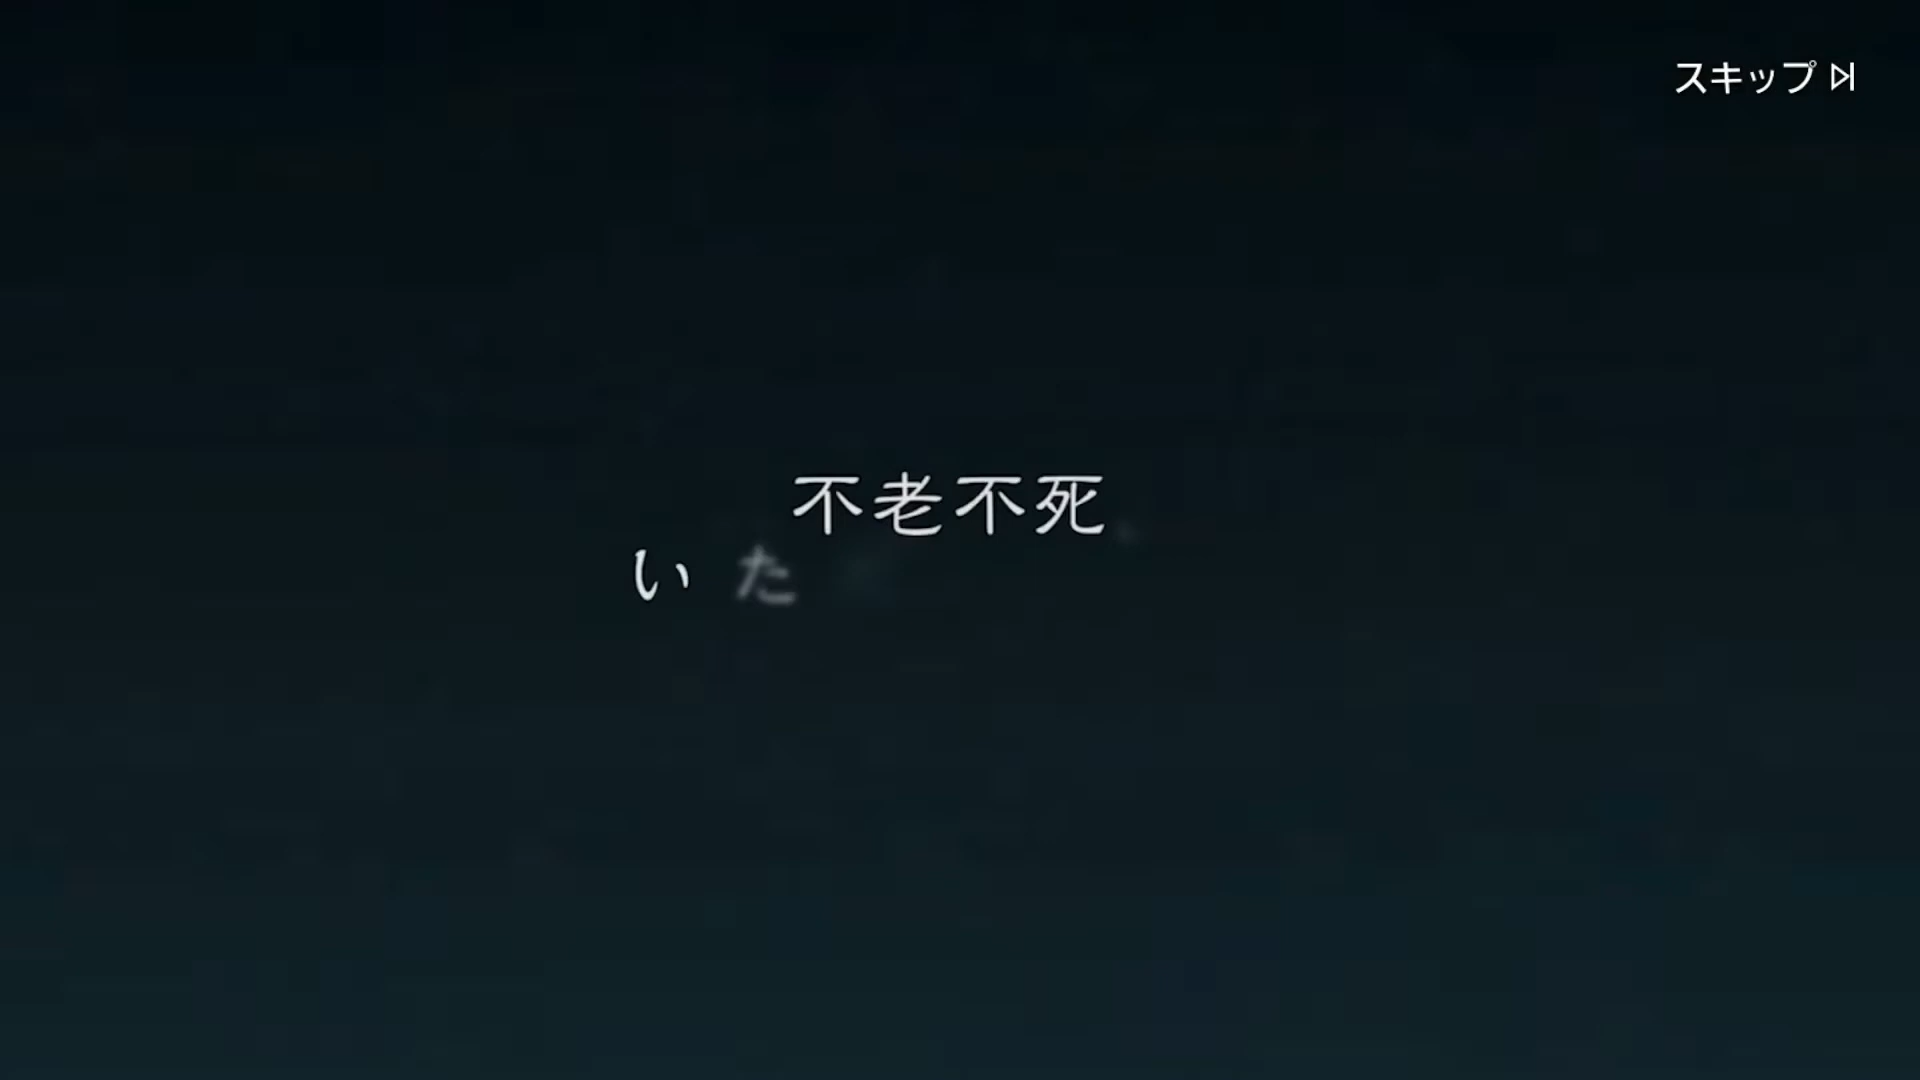 スキップ
不老不死、
いた